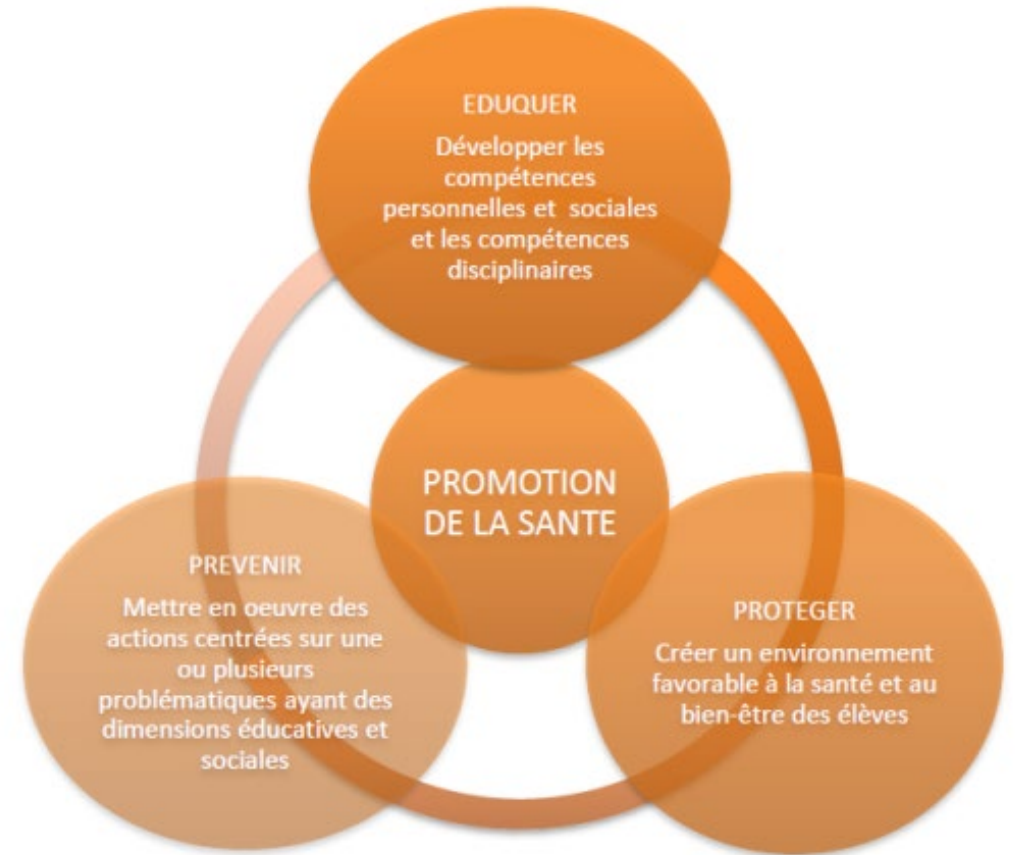 EDUQUER
Développer les
compétences
personnelles et sociales
et les compétences
disciplinaires
PROMOTION
DE LA SANTE
PREVENIR
Mettre en oeuvre des
actions centrées sur une
ou plusieurs
problématiques ayant des
dimensions éducatives et
sociales
PROTEGER
Créer un environnement
favorable à la santé et au
bien-être des élèves